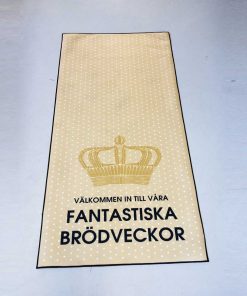 VÄLKOMMEN IN TILL VÅRA
FANTASTISKA
BRÖDVECKOR